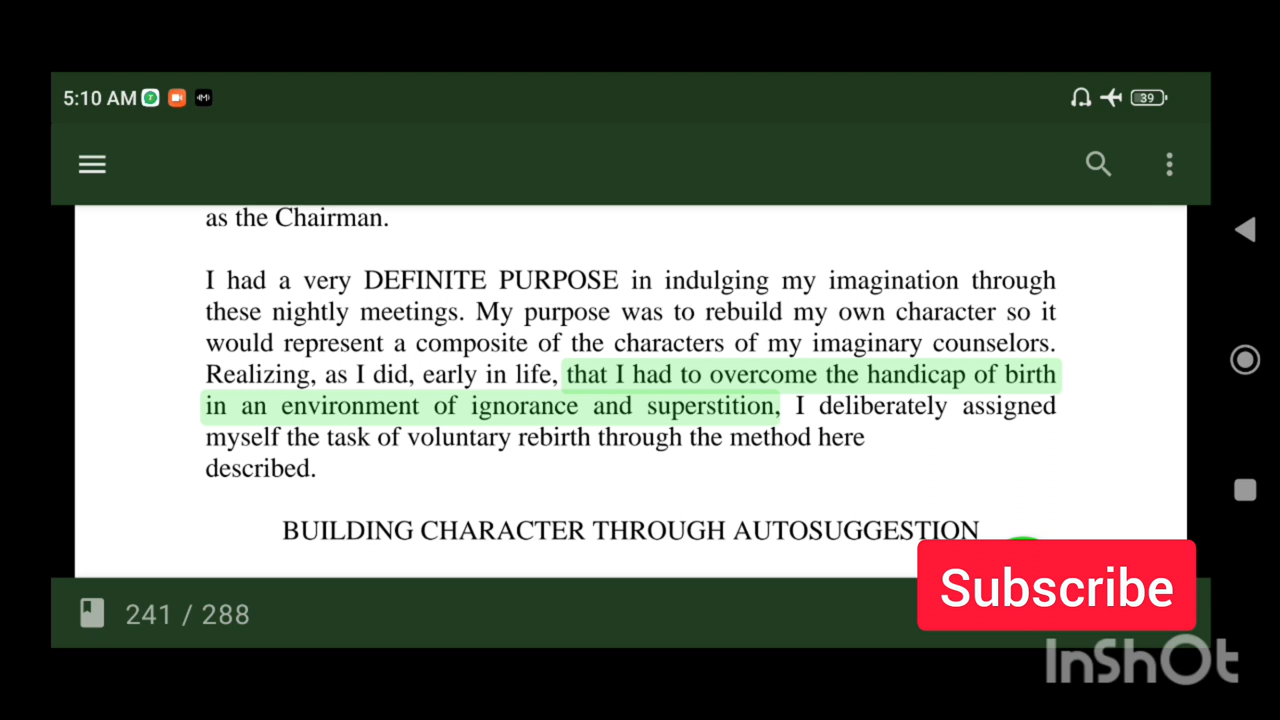 5:10 AM
39
as the Chairman.
I had a very DEFINITE PURPOSE in indulging my imagination through
these nightly meetings. My purpose was to rebuild my own character so it
would represent a composite of the characters of my imaginary counselors.
Realizing, as I did, early in life, that I had to overcome the handicap of birth
in an environment of ignorance and superstition, I deliberately assigned
myself the task of voluntary rebirth through the method here
described.
BUILDING CHARACTER THROUGH AUTOSUGGESTION
Subscribe
241 / 288
InShOt